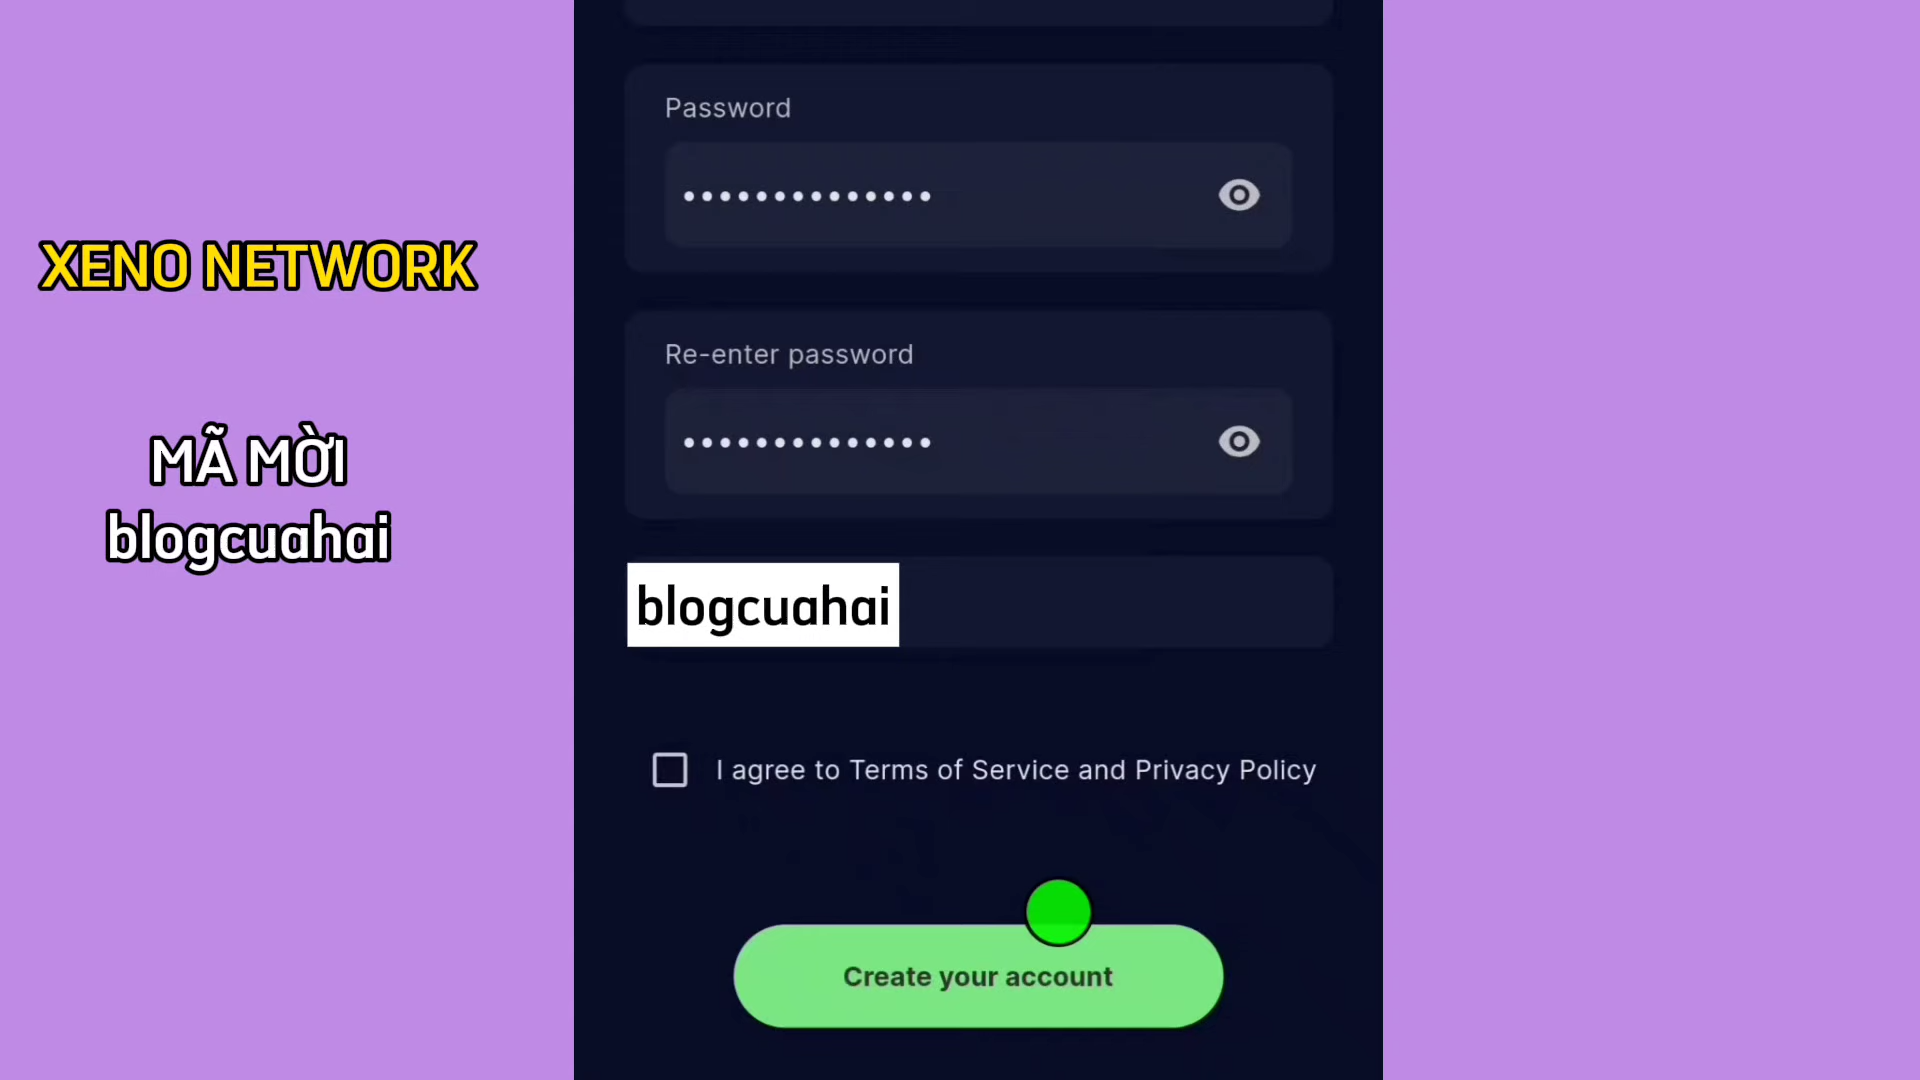 XENO NETWORK
MÃ MỜI
blogcuahai
Password
••••••••••••••
Re-enter password
••••••••••••••
blogcuahai
I agree to Terms of Service and Privacy Policy
Create your account